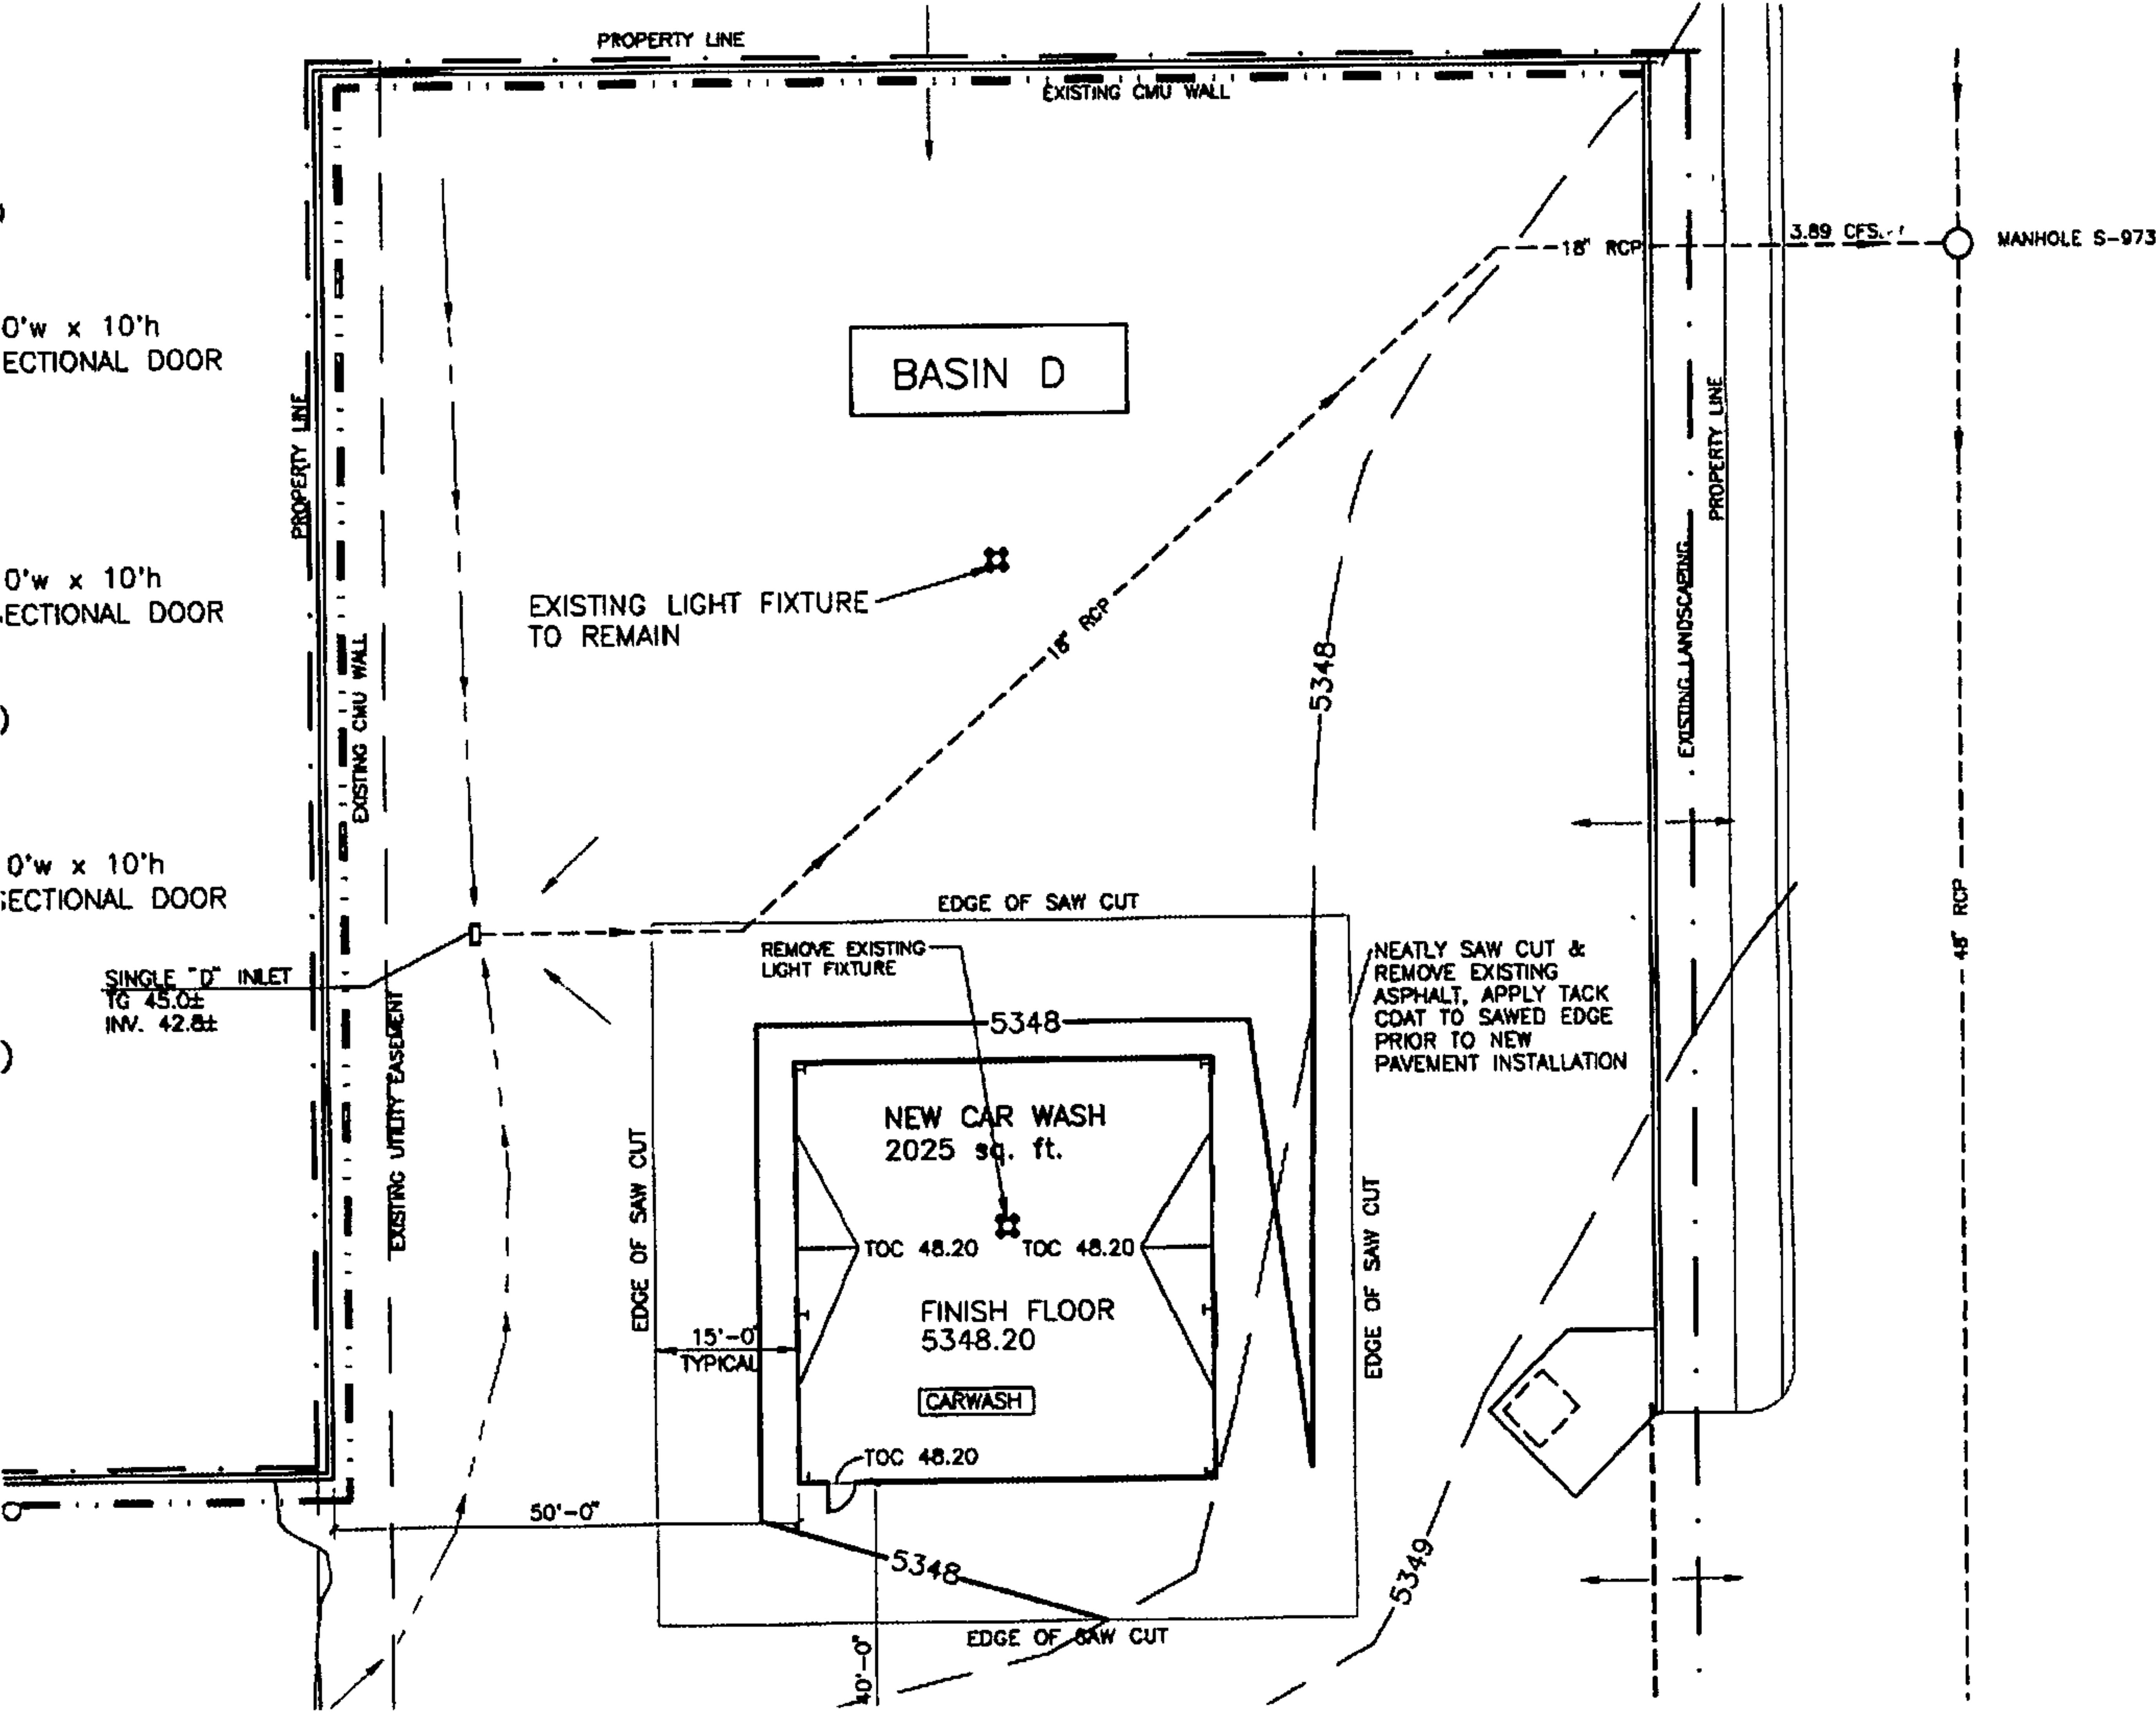 PROPERTY LINE
EXISTING CMU WALL
3.89 CFS
MANHOLE S-973
18" RCP
0'w x 10'h
ECTIONAL DOOR
BASIN D
PROPERTY LINE
PROPERTY LINE
0'w x 10'h
ECTIONAL DOOR
EXISTING LIGHT FIXTURE
TO REMAIN
18" RCP
5348
EXISTING LANDSCAPING
EXISTING CMU WALL
)
0'w x 10'h
SECTIONAL DOOR
EDGE OF SAW CUT
48" RCP
REMOVE EXISTING
LIGHT FIXTURE
NEATLY SAW CUT &
REMOVE EXISTING
ASPHALT, APPLY TACK
COAT TO SAWED EDGE
PRIOR TO NEW
PAVEMENT INSTALLATION
SINGLE "D" INLET
TG 45.0±
INV. 42.8±
)
EXISTING UTILITY EASEMENT
5348
NEW CAR WASH
2025 sq. ft.
EDGE OF SAW CUT
EDGE OF SAW CUT
TOC 48.20
TOC 48.20
FINISH FLOOR
5348.20
15'-0
TYPICAL
CARWASH
TOC 48.20
50'-0"
5348
5349
EDGE OF SAW CUT
40'-0"